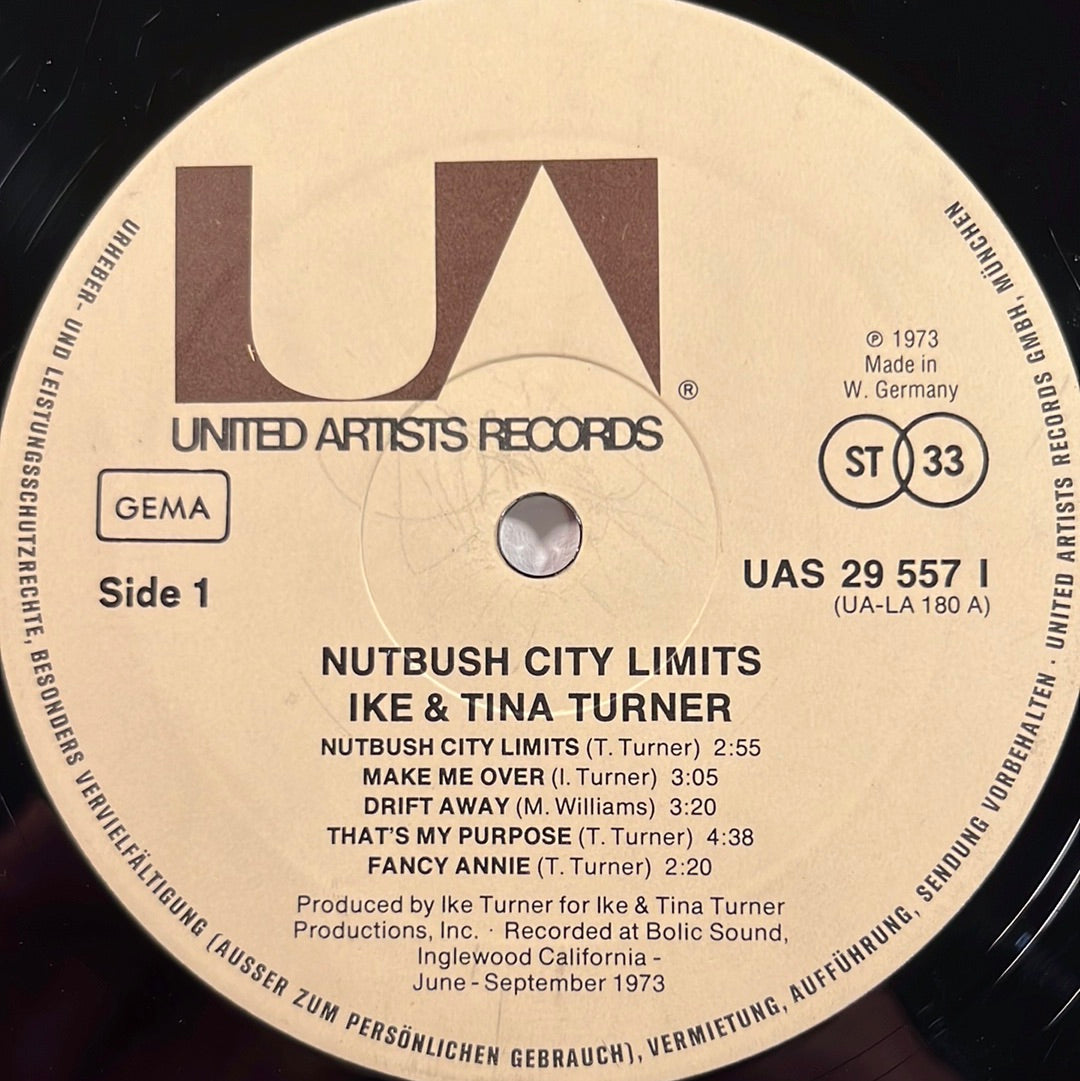 UA
®
UNITED ARTISTS RECORDS
℗ 1973
Made in
W. Germany
ST 33
GEMA
Side 1
UAS 29 557 I
(UA-LA 180 A)
NUTBUSH CITY LIMITS
IKE & TINA TURNER
NUTBUSH CITY LIMITS (T. Turner) 2:55
MAKE ME OVER (I. Turner) 3:05
DRIFT AWAY (M. Williams) 3:20
THAT'S MY PURPOSE (T. Turner) 4:38
FANCY ANNIE (T. Turner) 2:20
Produced by Ike Turner for Ike & Tina Turner
Productions, Inc. · Recorded at Bolic Sound,
Inglewood California -
June - September 1973
URHEBER- UND LEISTUNGSSCHUTZRECHTE, BESONDERS VERVIELFÄLTIGUNG (AUSSER ZUM PERSÖNLICHEN GEBRAUCH), VERMIETUNG, AUFFÜHRUNG, SENDUNG VORBEHALTEN · UNITED ARTISTS RECORDS GMBH, MÜNCHEN